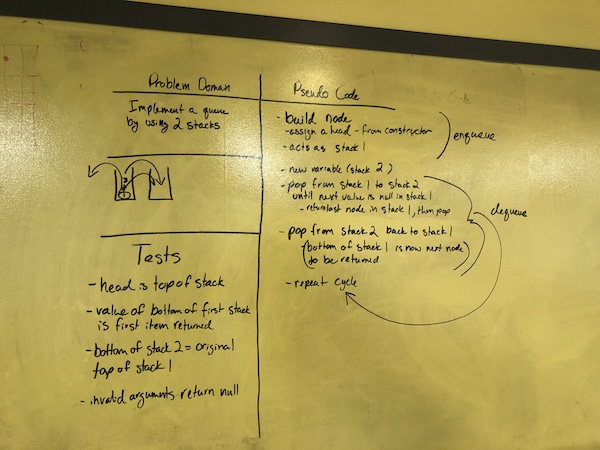 Problem Domain
Implement a queue
by using 2 stacks
Tests
- head is top of stack
- value of bottom of first stack
is first item returned
- bottom of stack 2 = original
top of stack 1
- invalid arguments return null
Pseudo Code
- build node
- assign a head - from constructor
- acts as stack 1
enqueue
- new variable (stack 2)
- pop from stack 1 to stack 2
until next value is null in stack 1
- return last node in stack 1, then pop
dequeue
- pop from stack 2 back to stack 1
(bottom of stack 1 is now next node
to be returned)
- repeat cycle